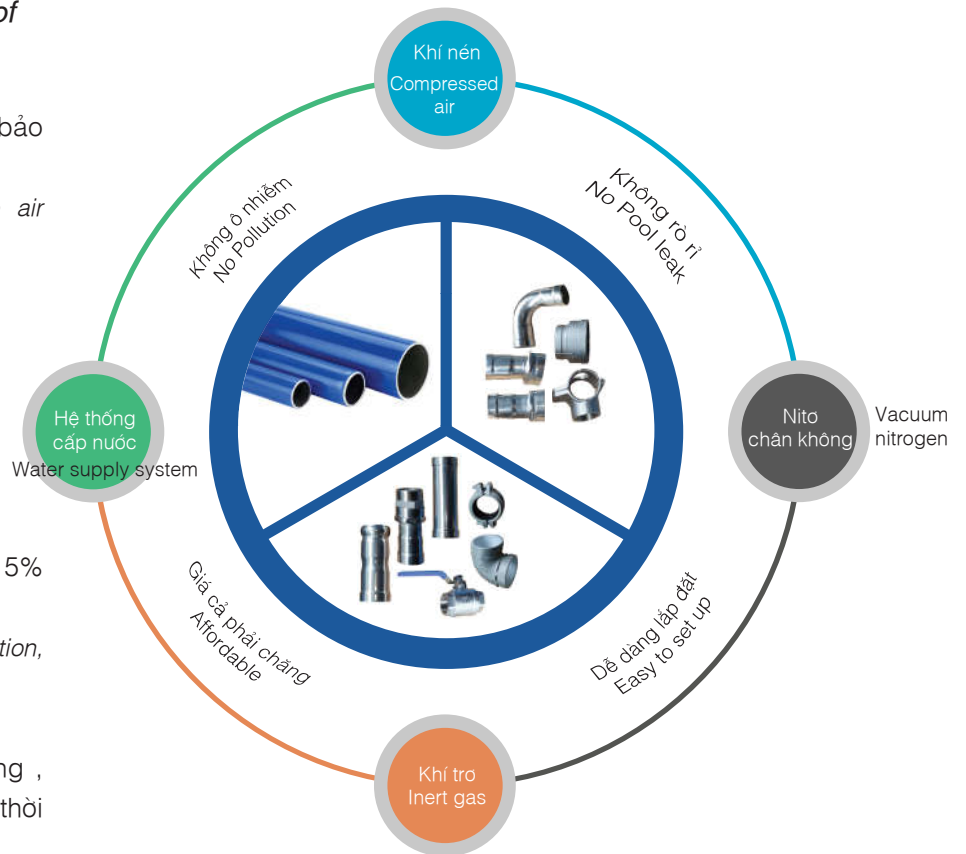 of
bảo
air
5%
tion,
ng ,
thời
Khí nén
Compressed
air
Không ô nhiễm
No Pollution
Không rò rỉ
No Pool leak
Hệ thống
cấp nước
Water supply system
Nitơ
chân không
Vacuum
nitrogen
Giá cả phải chăng
Affordable
Dễ dàng lắp đặt
Easy to set up
Khí trơ
Inert gas